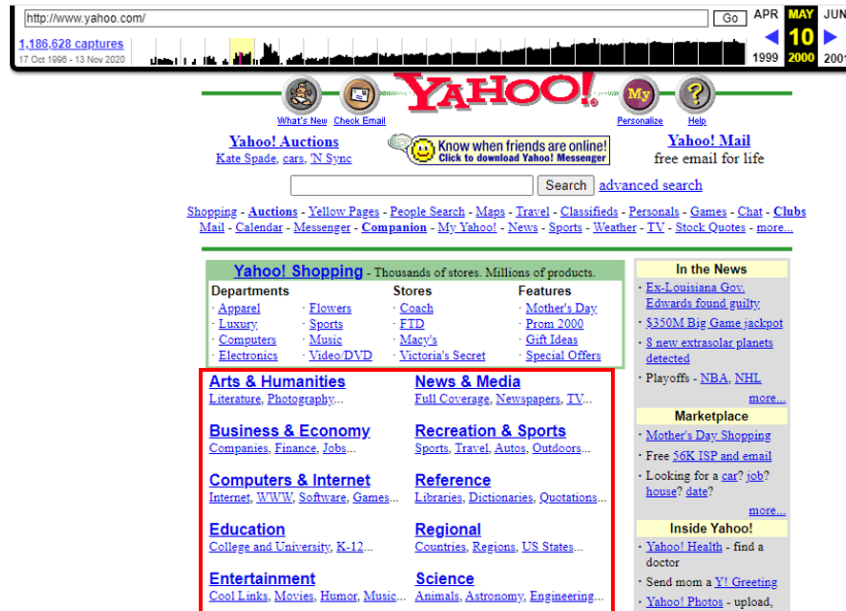 http://www.yahoo.com/
Go
APR MAY JUN
1,186,628 captures
17 Oct 1996 - 13 Nov 2020
10
1999 2000 2001
YAHOO!
My
?
What's New Check Email
Personalize Help
Yahoo! Auctions
Kate Spade, cars, 'N Sync
Know when friends are online!
Click to download Yahoo! Messenger
Yahoo! Mail
free email for life
Search advanced search
Shopping - Auctions - Yellow Pages - People Search - Maps - Travel - Classifieds - Personals - Games - Chat - Clubs
Mail - Calendar - Messenger - Companion - My Yahoo! - News - Sports - Weather - TV - Stock Quotes - more...
Yahoo! Shopping - Thousands of stores. Millions of products.
Departments Stores Features
· Apparel · Flowers · Coach · Mother's Day
· Luxury · Sports · FTD · Prom 2000
· Computers · Music · Macy's · Gift Ideas
· Electronics · Video/DVD · Victoria's Secret · Special Offers
Arts & Humanities
Literature, Photography...
News & Media
Full Coverage, Newspapers, TV...
Business & Economy
Companies, Finance, Jobs...
Recreation & Sports
Sports, Travel, Autos, Outdoors...
Computers & Internet
Internet, WWW, Software, Games...
Reference
Libraries, Dictionaries, Quotations...
Education
College and University, K-12...
Regional
Countries, Regions, US States...
Entertainment
Cool Links, Movies, Humor, Music...
Science
Animals, Astronomy, Engineering...
In the News
· Ex-Louisiana Gov.
Edwards found guilty
· $350M Big Game jackpot
· 8 new extrasolar planets
detected
· Playoffs - NBA, NHL
more...
Marketplace
· Mother's Day Shopping
· Free 56K ISP and email
· Looking for a car? job?
house? date?
more...
Inside Yahoo!
· Yahoo! Health - find a
doctor
· Send mom a Y! Greeting
· Yahoo! Photos - upload,